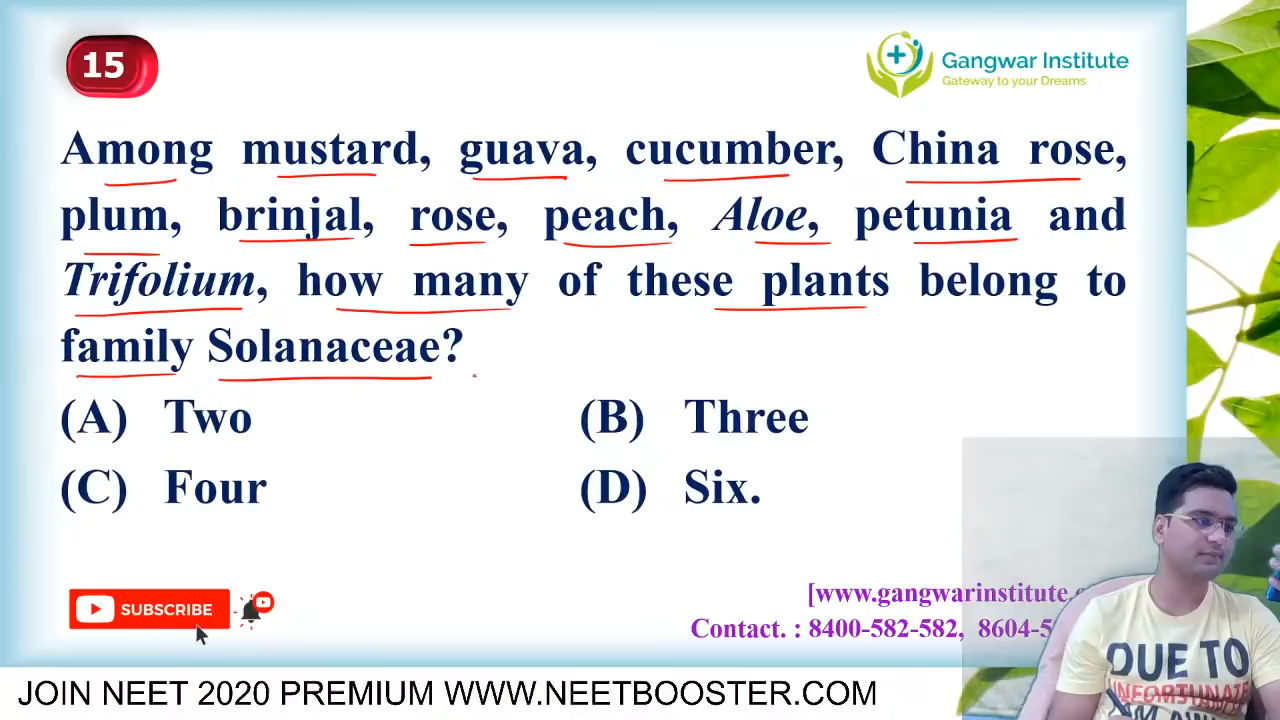 15
Gangwar Institute
Gateway to your Dreams
Among mustard, guava, cucumber, China rose,
plum, brinjal, rose, peach, Aloe, petunia and
Trifolium, how many of these plants belong to
family Solanaceae?
(A) Two
(B) Three
(C) Four
(D) Six.
SUBSCRIBE
[www.gangwarinstitute.
Contact. : 8400-582-582, 8604-5
DUE TO
UNFORTUNATE
JOIN NEET 2020 PREMIUM WWW.NEETBOOSTER.COM